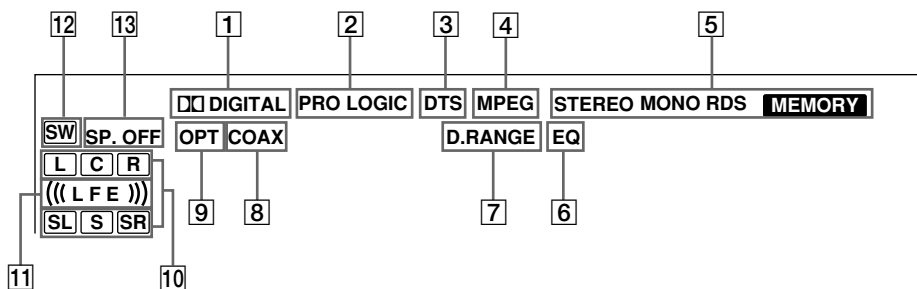 12 13 1 2 3 4 5
DIGITAL PRO LOGIC DTS MPEG STEREO MONO RDS MEMORY
SW SP. OFF OPT COAX D.RANGE EQ
L C R
((( L F E )))
SL S SR
9 8 7 6
11 10